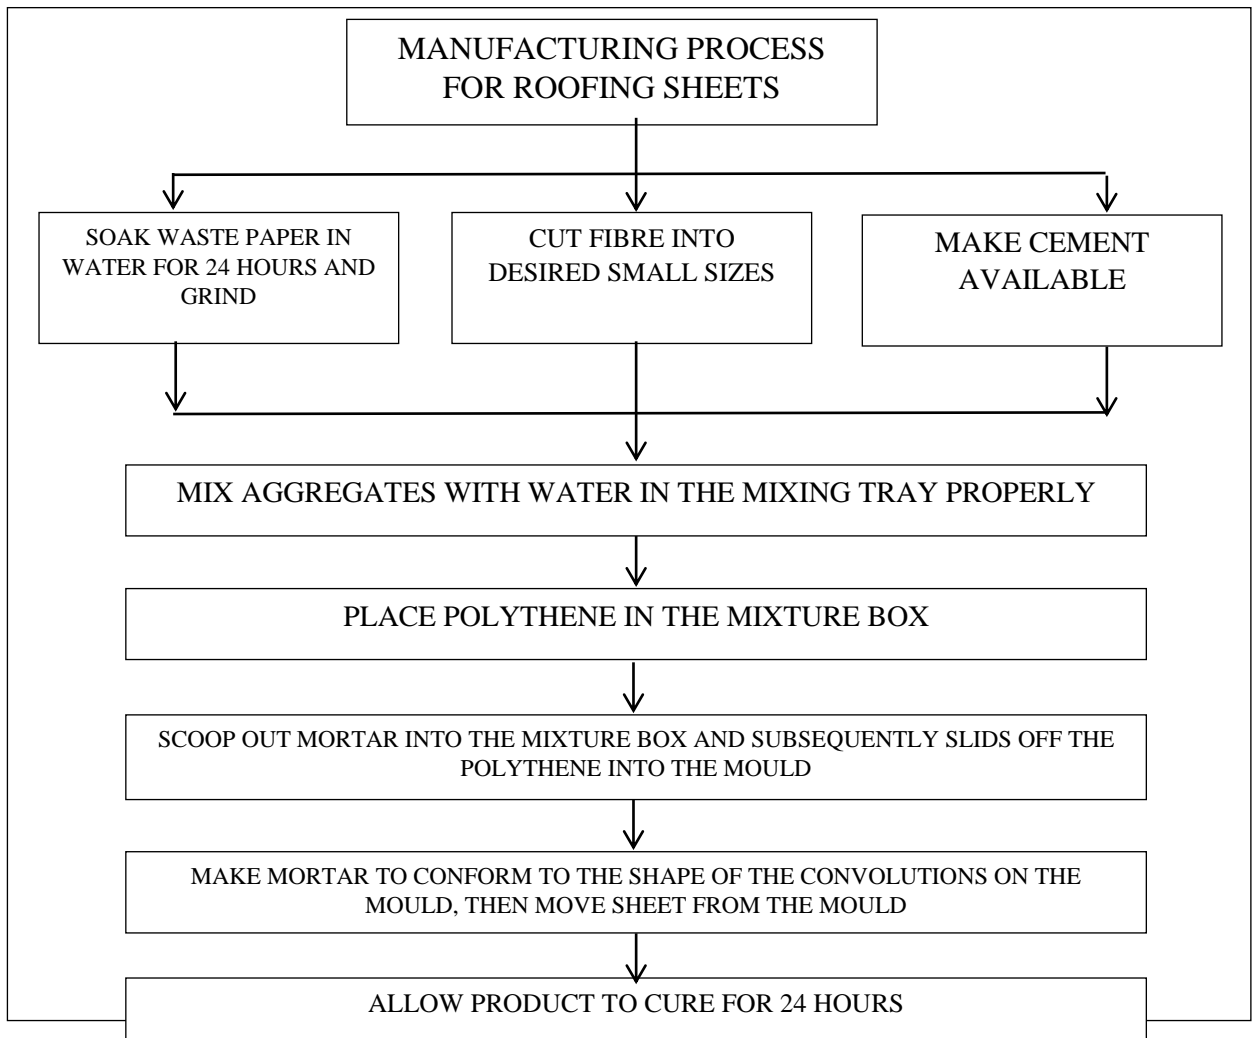 MANUFACTURING PROCESS
FOR ROOFING SHEETS
SOAK WASTE PAPER IN
WATER FOR 24 HOURS AND
GRIND
CUT FIBRE INTO
DESIRED SMALL SIZES
MAKE CEMENT
AVAILABLE
MIX AGGREGATES WITH WATER IN THE MIXING TRAY PROPERLY
PLACE POLYTHENE IN THE MIXTURE BOX
SCOOP OUT MORTAR INTO THE MIXTURE BOX AND SUBSEQUENTLY SLIDS OFF THE
POLYTHENE INTO THE MOULD
MAKE MORTAR TO CONFORM TO THE SHAPE OF THE CONVOLUTIONS ON THE
MOULD, THEN MOVE SHEET FROM THE MOULD
ALLOW PRODUCT TO CURE FOR 24 HOURS